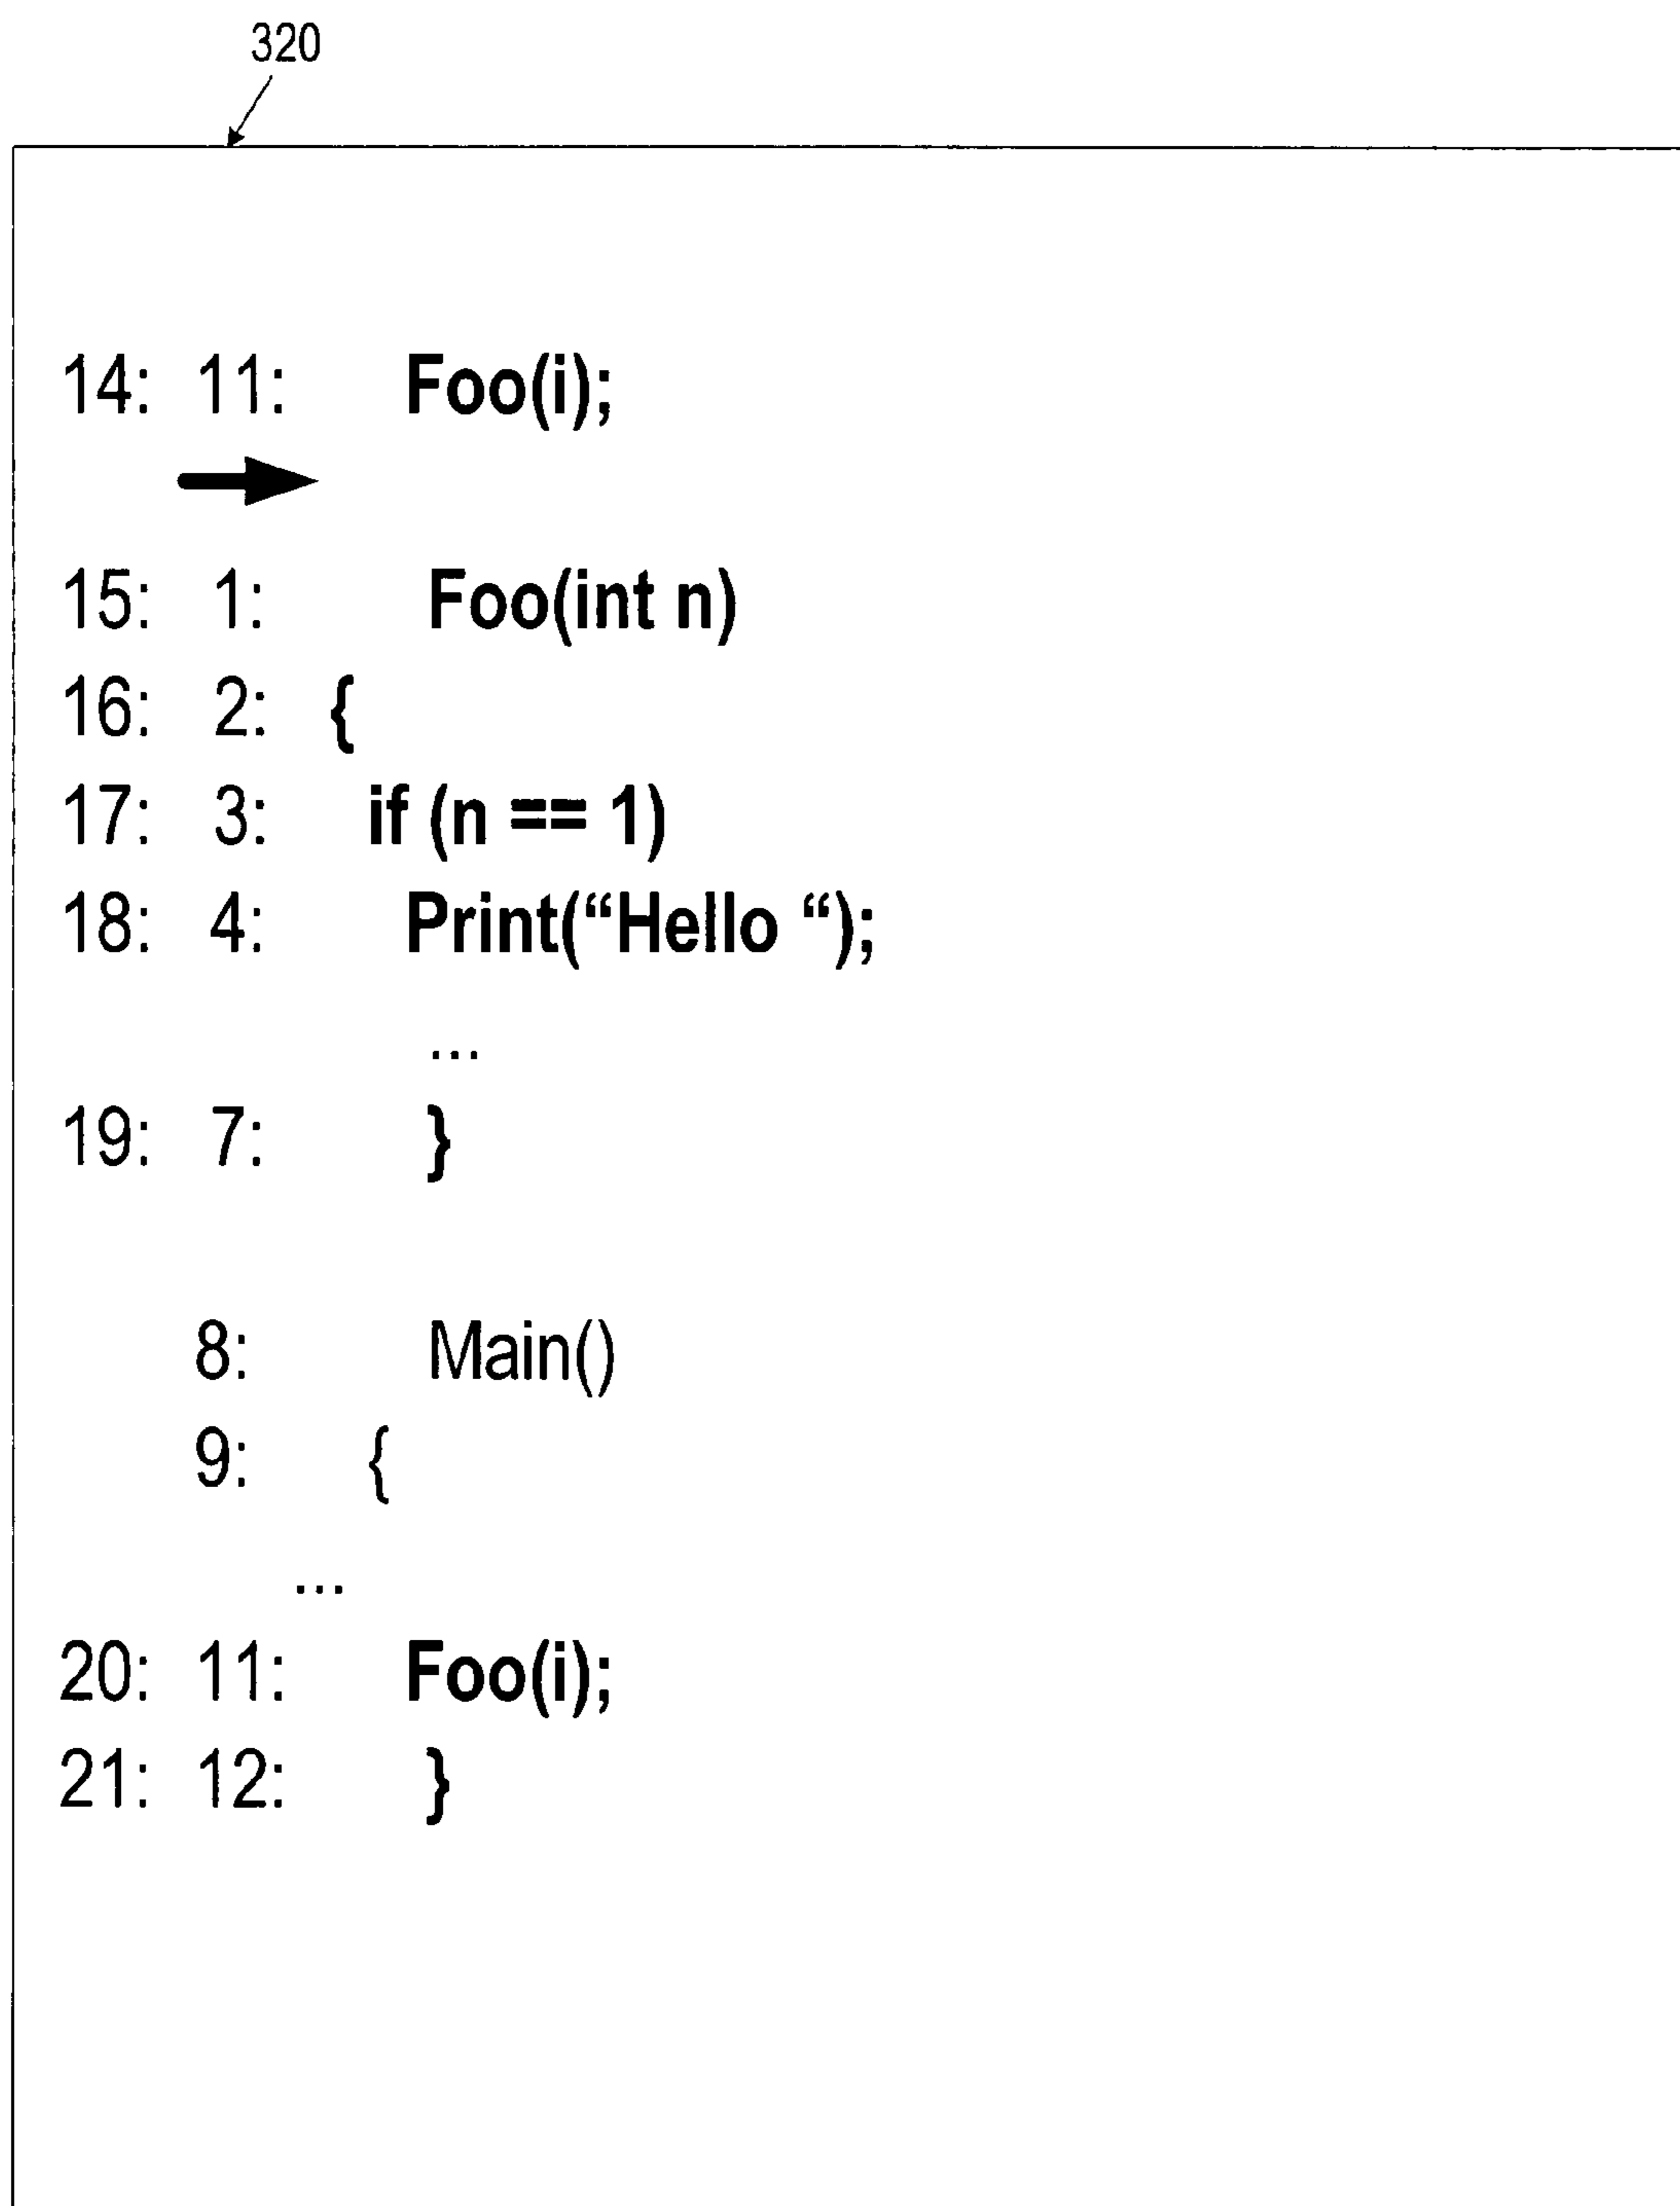 320
14: 11: Foo(i);
15: 1: Foo(int n)
16: 2: {
17: 3: if (n == 1)
18: 4: Print(“Hello “);
...
19: 7: }
8: Main()
9: {
...
20: 11: Foo(i);
21: 12: }